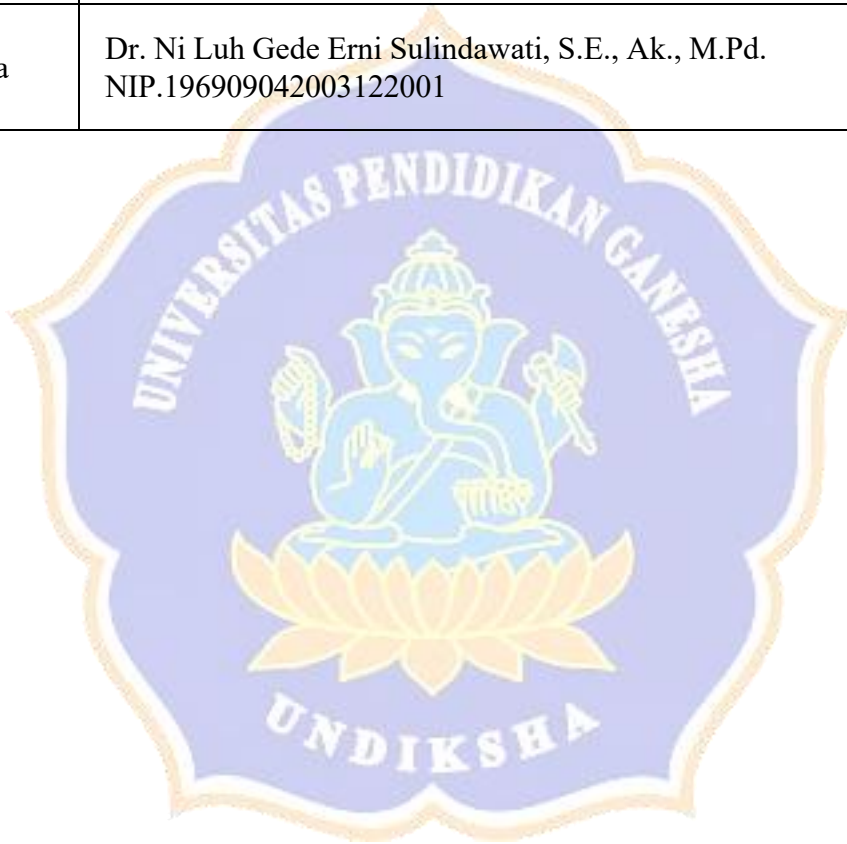 a
Dr. Ni Luh Gede Erni Sulindawati, S.E., Ak., M.Pd.
NIP.196909042003122001
UNIVERSITAS PENDIDIKAN GANESHA
UNDIKSHA